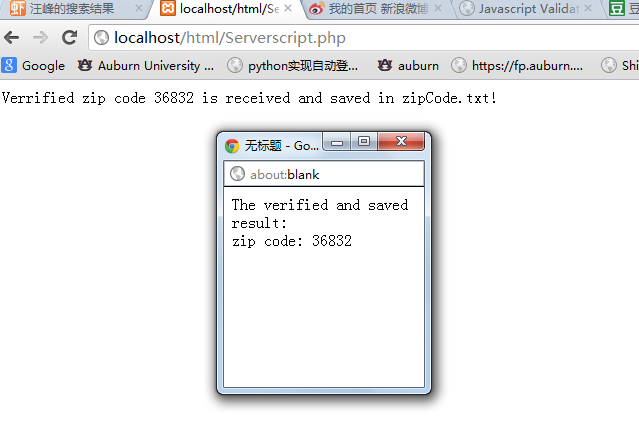 汪峰的搜索结果 localhost/html/Se 我的首页 新浪微博 Javascript Validat 豆
localhost/html/Serverscript.php
Google Auburn University ... python实现自动登... auburn https://fp.auburn.... Shi
Verrified zip code 36832 is received and saved in zipCode.txt!
无标题 - Go...
about:blank
The verified and saved
result:
zip code: 36832